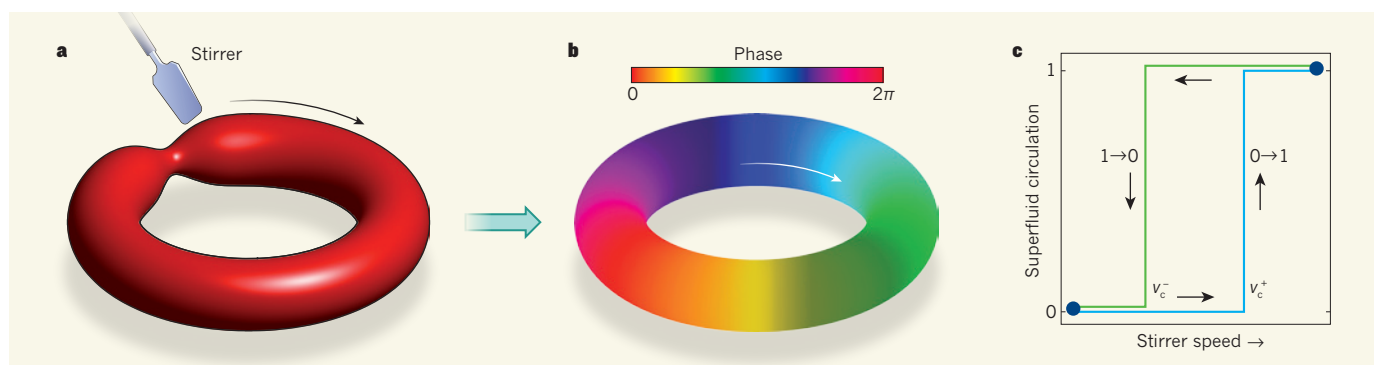 a
Stirrer
b
Phase
0
2π
c
Superfluid circulation
1
0
1→0
0→1
v_c^-
v_c^+
Stirrer speed →